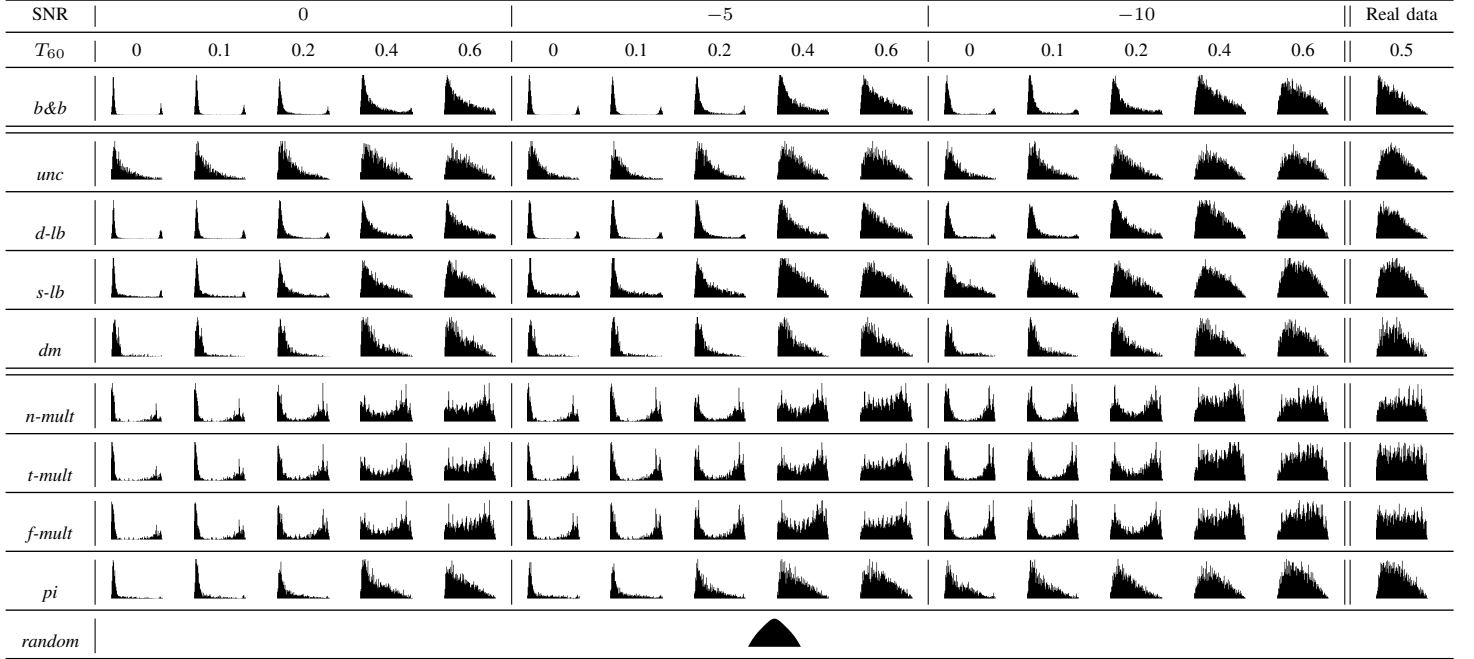 SNR 0 −5 −10 Real data
T60 0 0.1 0.2 0.4 0.6 0 0.1 0.2 0.4 0.6 0 0.1 0.2 0.4 0.6 0.5
b&b
unc
d-lb
s-lb
dm
n-mult
t-mult
f-mult
pi
random